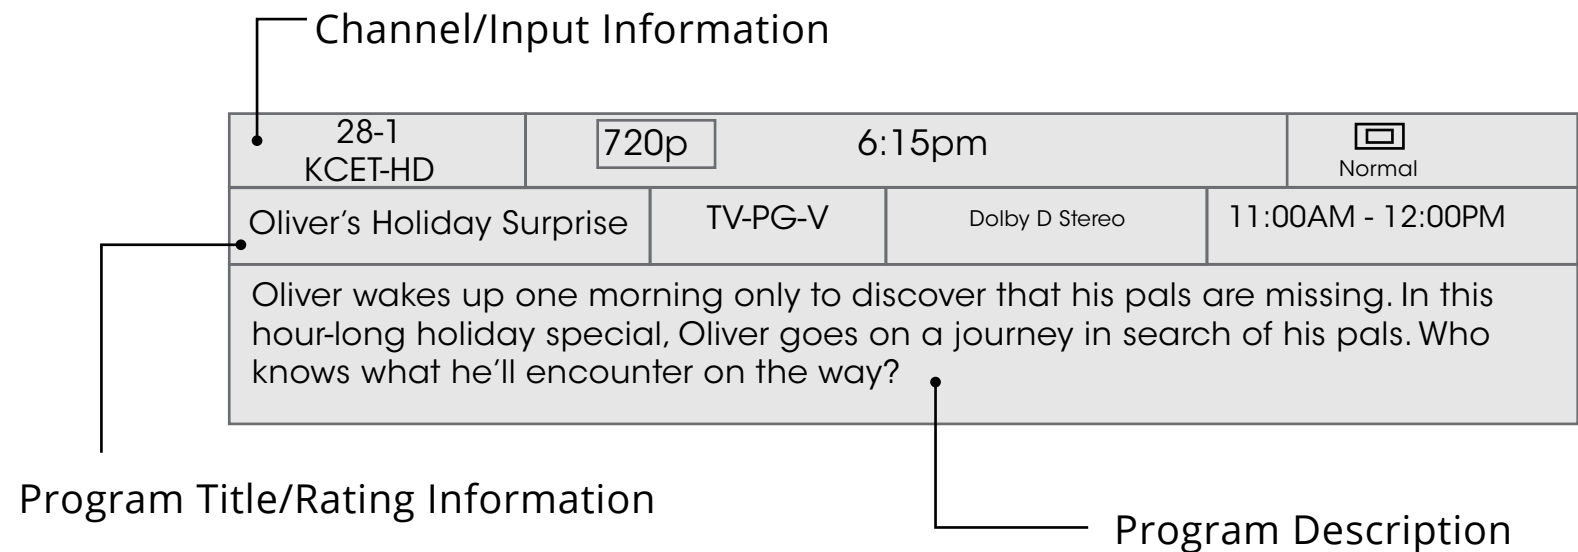 Channel/Input Information
28-1
KCET-HD
720p
6:15pm
Normal
Oliver's Holiday Surprise
TV-PG-V
Dolby D Stereo
11:00AM - 12:00PM
Oliver wakes up one morning only to discover that his pals are missing. In this
hour-long holiday special, Oliver goes on a journey in search of his pals. Who
knows what he'll encounter on the way?
Program Title/Rating Information
Program Description